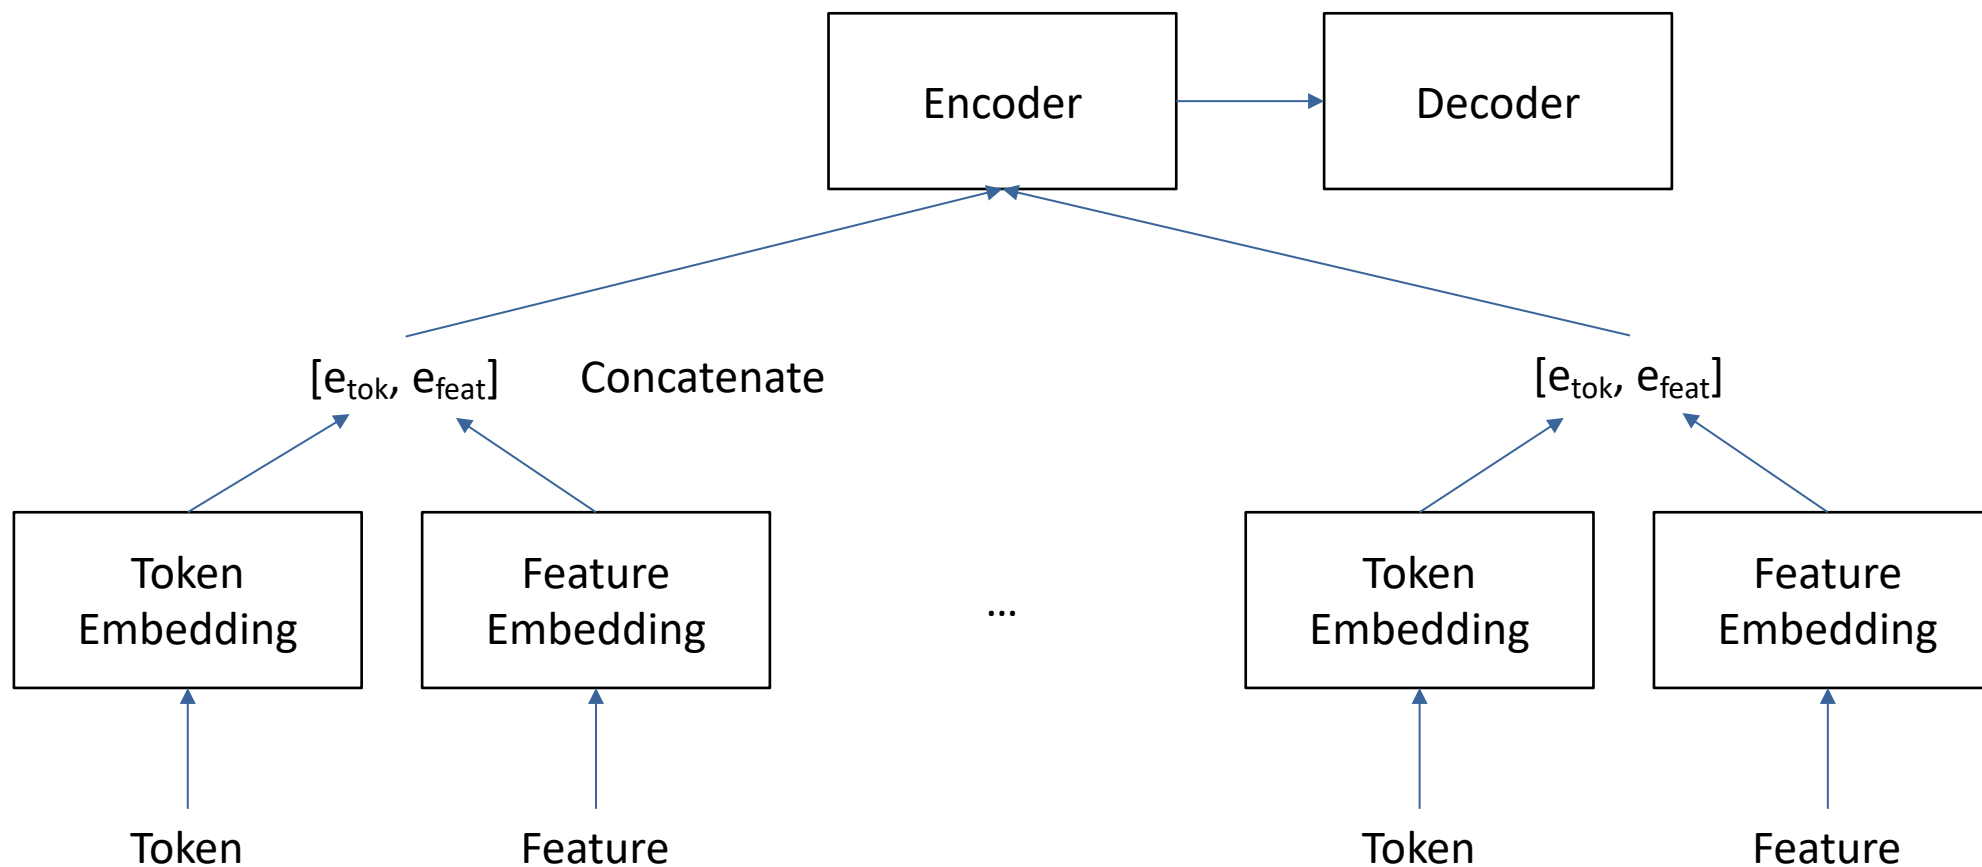 Encoder
Decoder
[etok, efeat]
Concatenate
[etok, efeat]
Token
Embedding
Feature
Embedding
...
Token
Embedding
Feature
Embedding
Token
Feature
Token
Feature